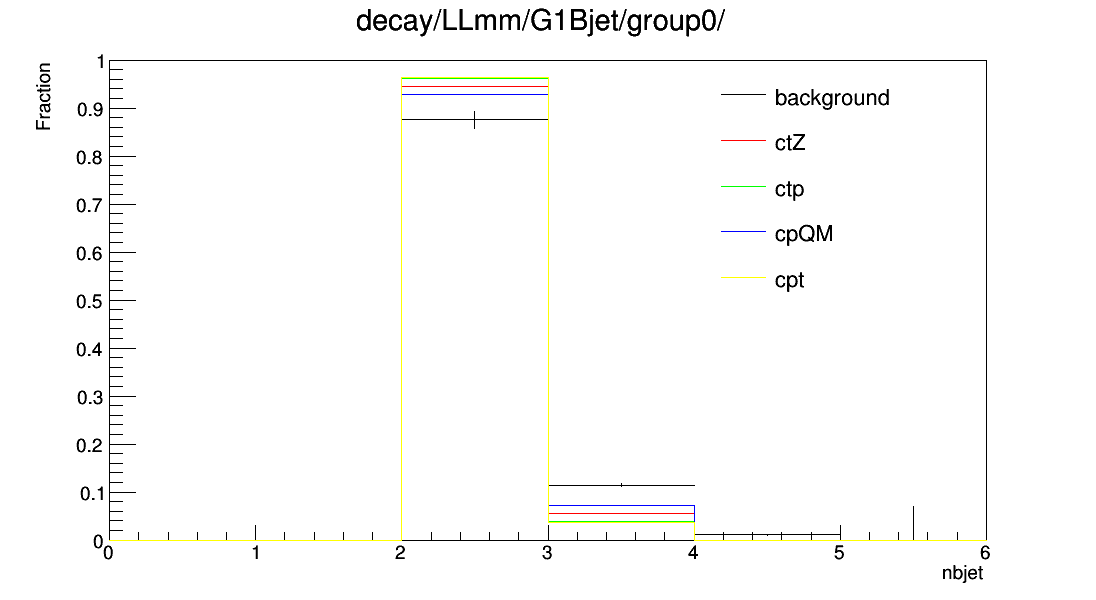 decay/LLmm/G1Bjet/group0/
Fraction
1
0.9
0.8
0.7
0.6
0.5
0.4
0.3
0.2
0.1
0
background
ctZ
ctp
cpQM
cpt
0 1 2 3 4 5 6
nbjet